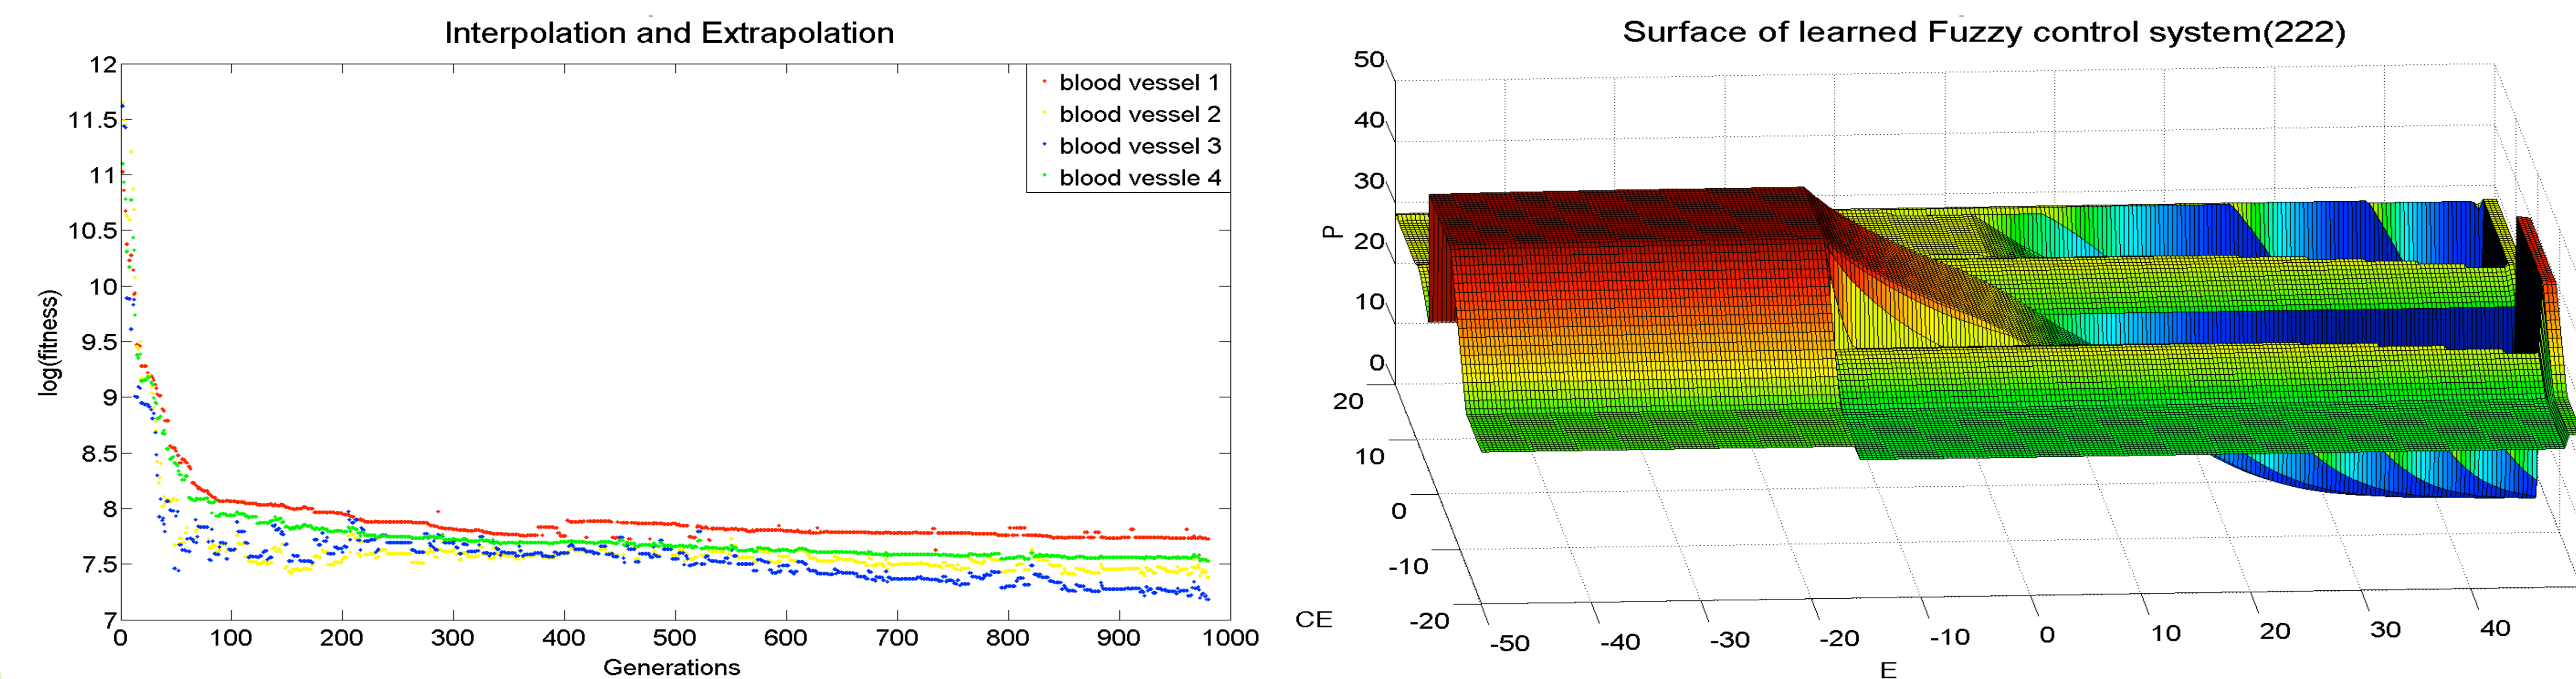 Interpolation and Extrapolation
12
11.5
11
10.5
10
9.5
9
8.5
8
7.5
7
log(fitness)
blood vessel 1
blood vessel 2
blood vessel 3
blood vessle 4
0 100 200 300 400 500 600 700 800 900 1000
Generations
Surface of learned Fuzzy control system(222)
50
40
30
20
10
0
P
20
10
0
-10
-20
CE
-50 -40 -30 -20 -10 0 10 20 30 40
E